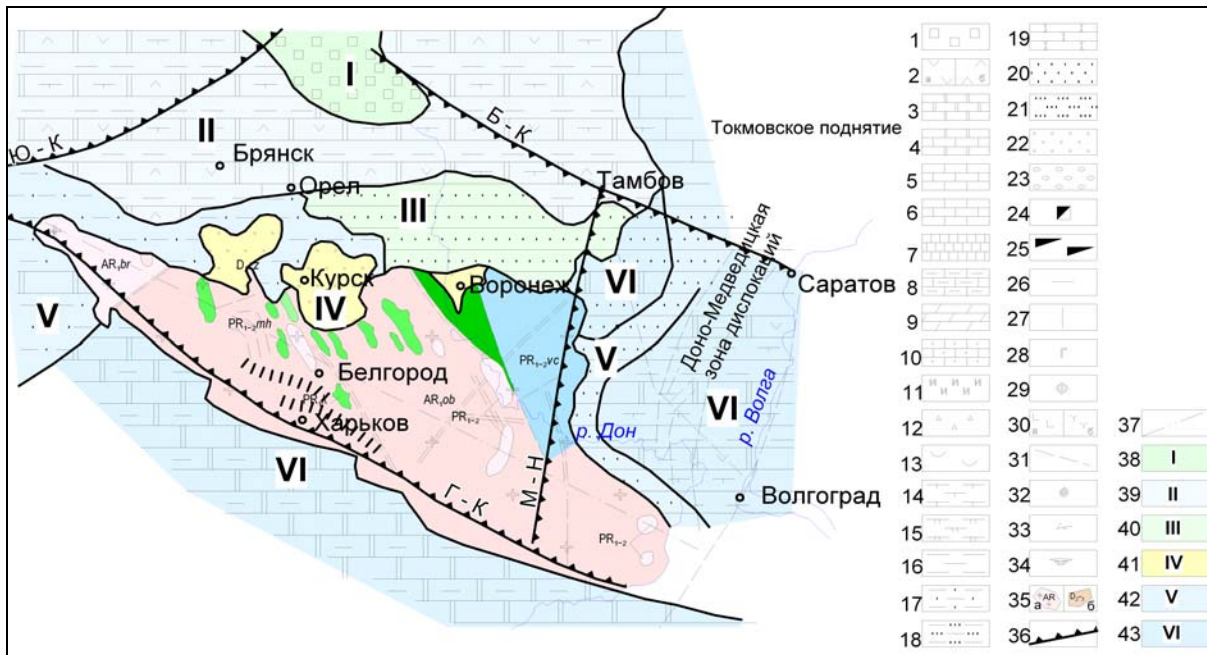 I
II
Ю - К
Б - К
Брянск
Орел
Тамбов
Токмовское поднятие
III
Курск
IV
Воронеж
VI
V
Саратов
Доно-Медведицкая
зона дислокаций
AR₁br
PR₁₋₂mh
PR₁₋₂vc
V
Белгород
AR₁ob
PR₁₋₂
VI
р. Волга
Харьков
р. Дон
VI
Г - К
М - Н
Волгоград
PR₁₋₂
1
2 а б
3
4
5
6
7
8
9
10
11 И И И И И
12
13
14
15
16
17
18
19
20
21
22
23
24
25
26
27
28
29
30 а б
31
32
33
34
35 а AR б
36
37
38 I
39 II
40 III
41 IV
42 V
43 VI